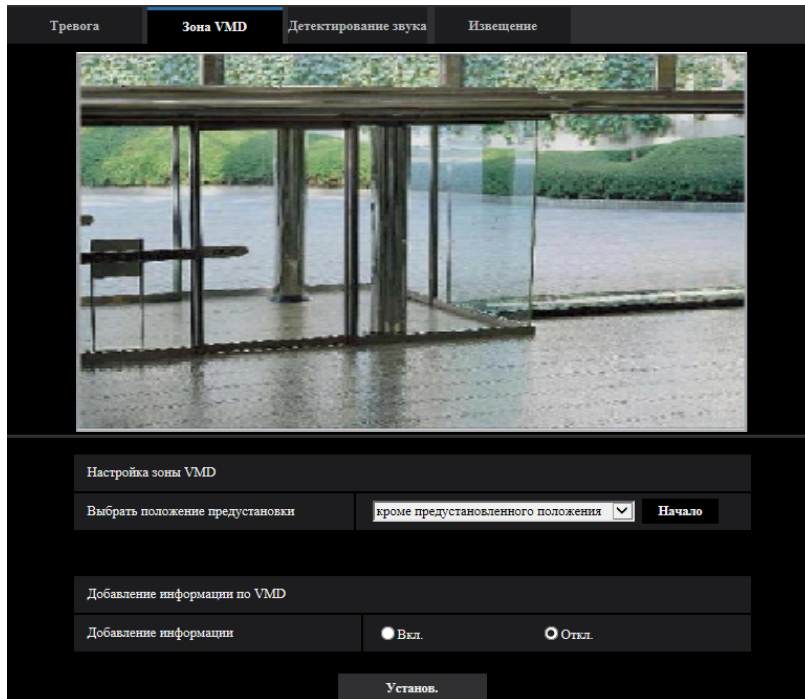 Тревога
Зона VMD
Детектирование звука
Извещение
Настройка зоны VMD
Выбрать положение предустановки
кроме предустановленного положения
Начало
Добавление информации по VMD
Добавление информации
Вкл.
Откл.
Установ.